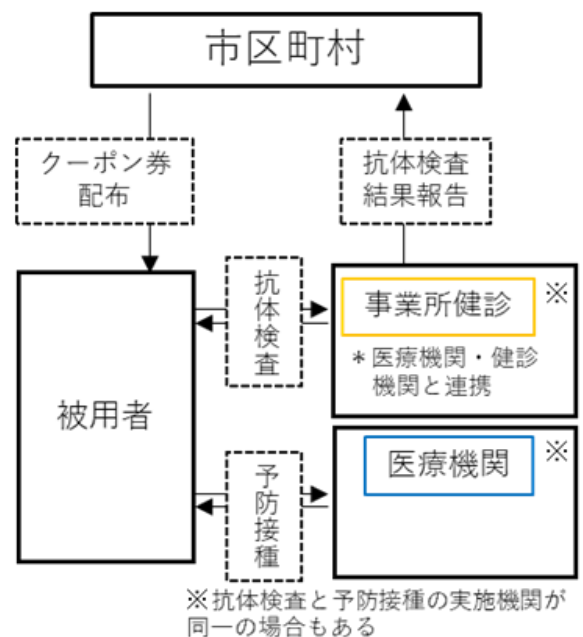 市区町村
クーポン券
配布
抗体検査
結果報告
抗体検査
事業所健診
※
＊医療機関・健診
機関と連携
被用者
予防接種
医療機関
※
※抗体検査と予防接種の実施機関が
同一の場合もある